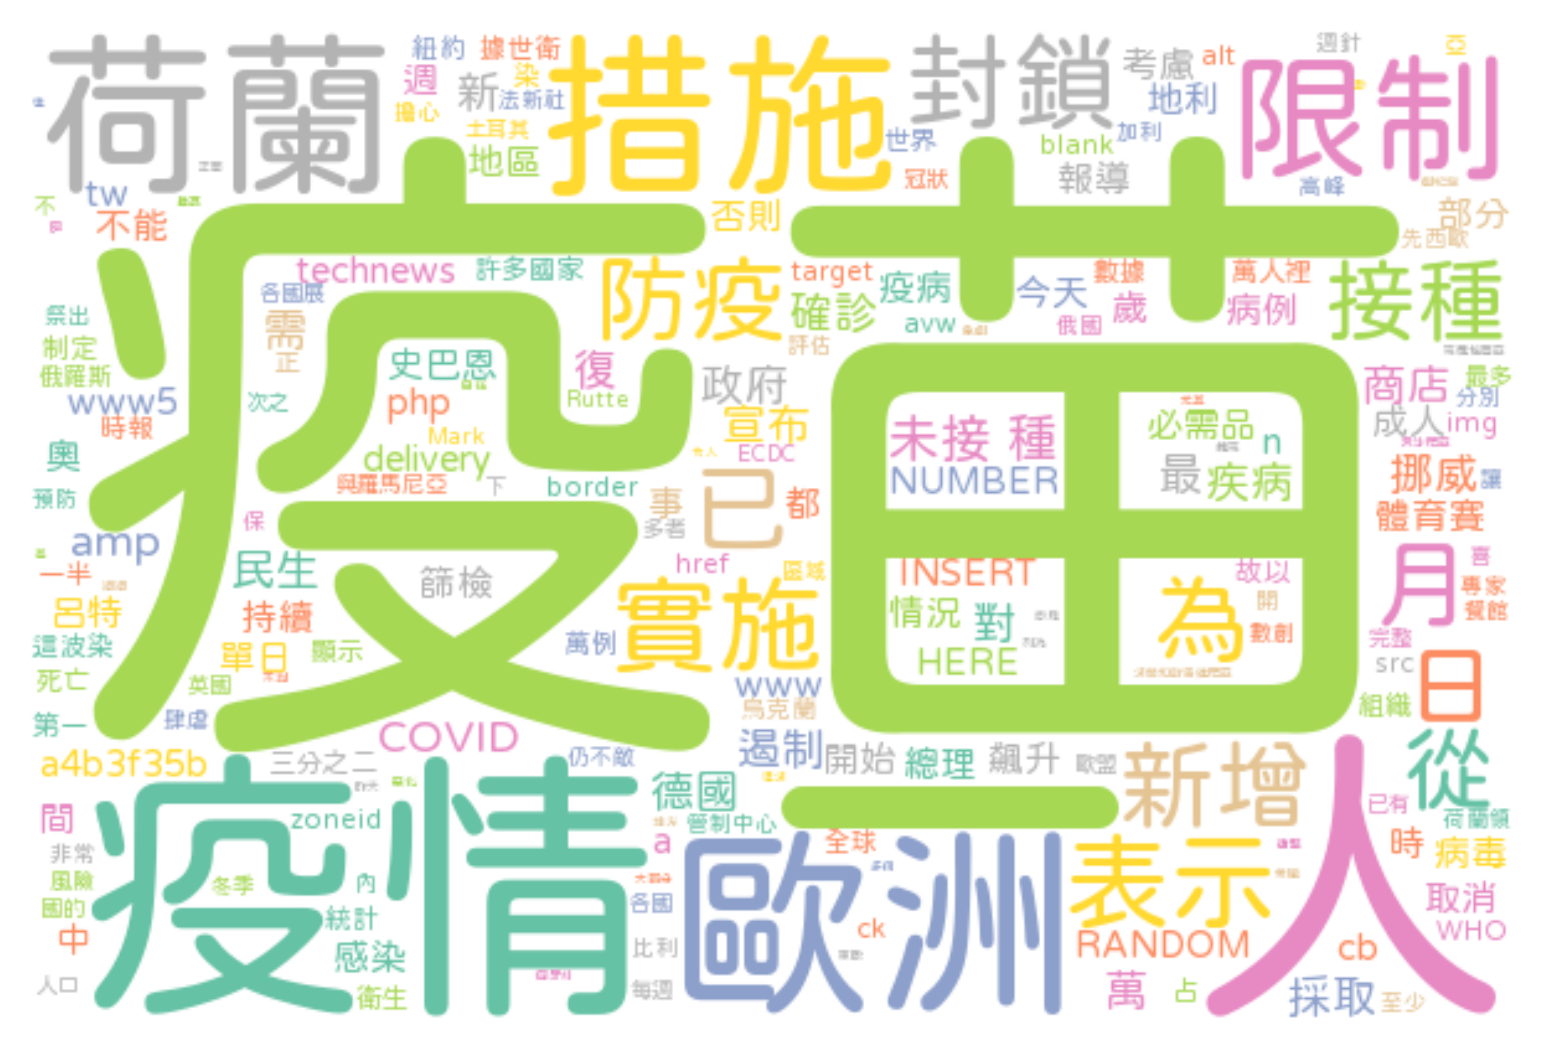 荷蘭
紐約
據世衛
措施
封鎖
考慮
alt
週針
亞
限制
週
新
染
法新社
擔心
地利
土耳其
世界
加利
地區
blank
報導
冠狀
高峰
tw
不
不能
否則
部分
先西歐
疫苗
technews
許多國家
防疫
target
疫病
今天
數據
萬人裡
接種
各國展
確診
avw
歲
俄國
病例
祭出
需
正
評估
制定
俄羅斯
史巴恩
復
政府
商店
最多
www5
次之
php
Rutte
宣布
未接 種
必需品
n
成人
分別
img
時報
Mark
ECDC
奧
delivery
與羅馬尼亞
下
border
已
NUMBER
最
疾病
挪威
讓
預防
事
都
多者
體育賽
保
amp
href
區域
INSERT
故以
月
喜
一半
民生
篩檢
實施
為
開
專家
呂特
持續
情況
對
數創
餐館
這波染
單日
顯示
萬例
HERE
完整
src
日
死亡
英國
www
烏克蘭
組織
第一
肆虐
COVID
遏制
開始
總理
飆升
歐盟
新增
從
a4b3f35b
三分之二
仍不敵
德國
人
間
zoneid
疫情
管制中心
已有
荷蘭領
a
全球
表示
時
病毒
非常
風險
冬季
內
國的
統計
各國
歐洲
ck
取消
中
感染
比利
RANDOM
cb
WHO
人口
衛生
每週
萬
占
採取
至少